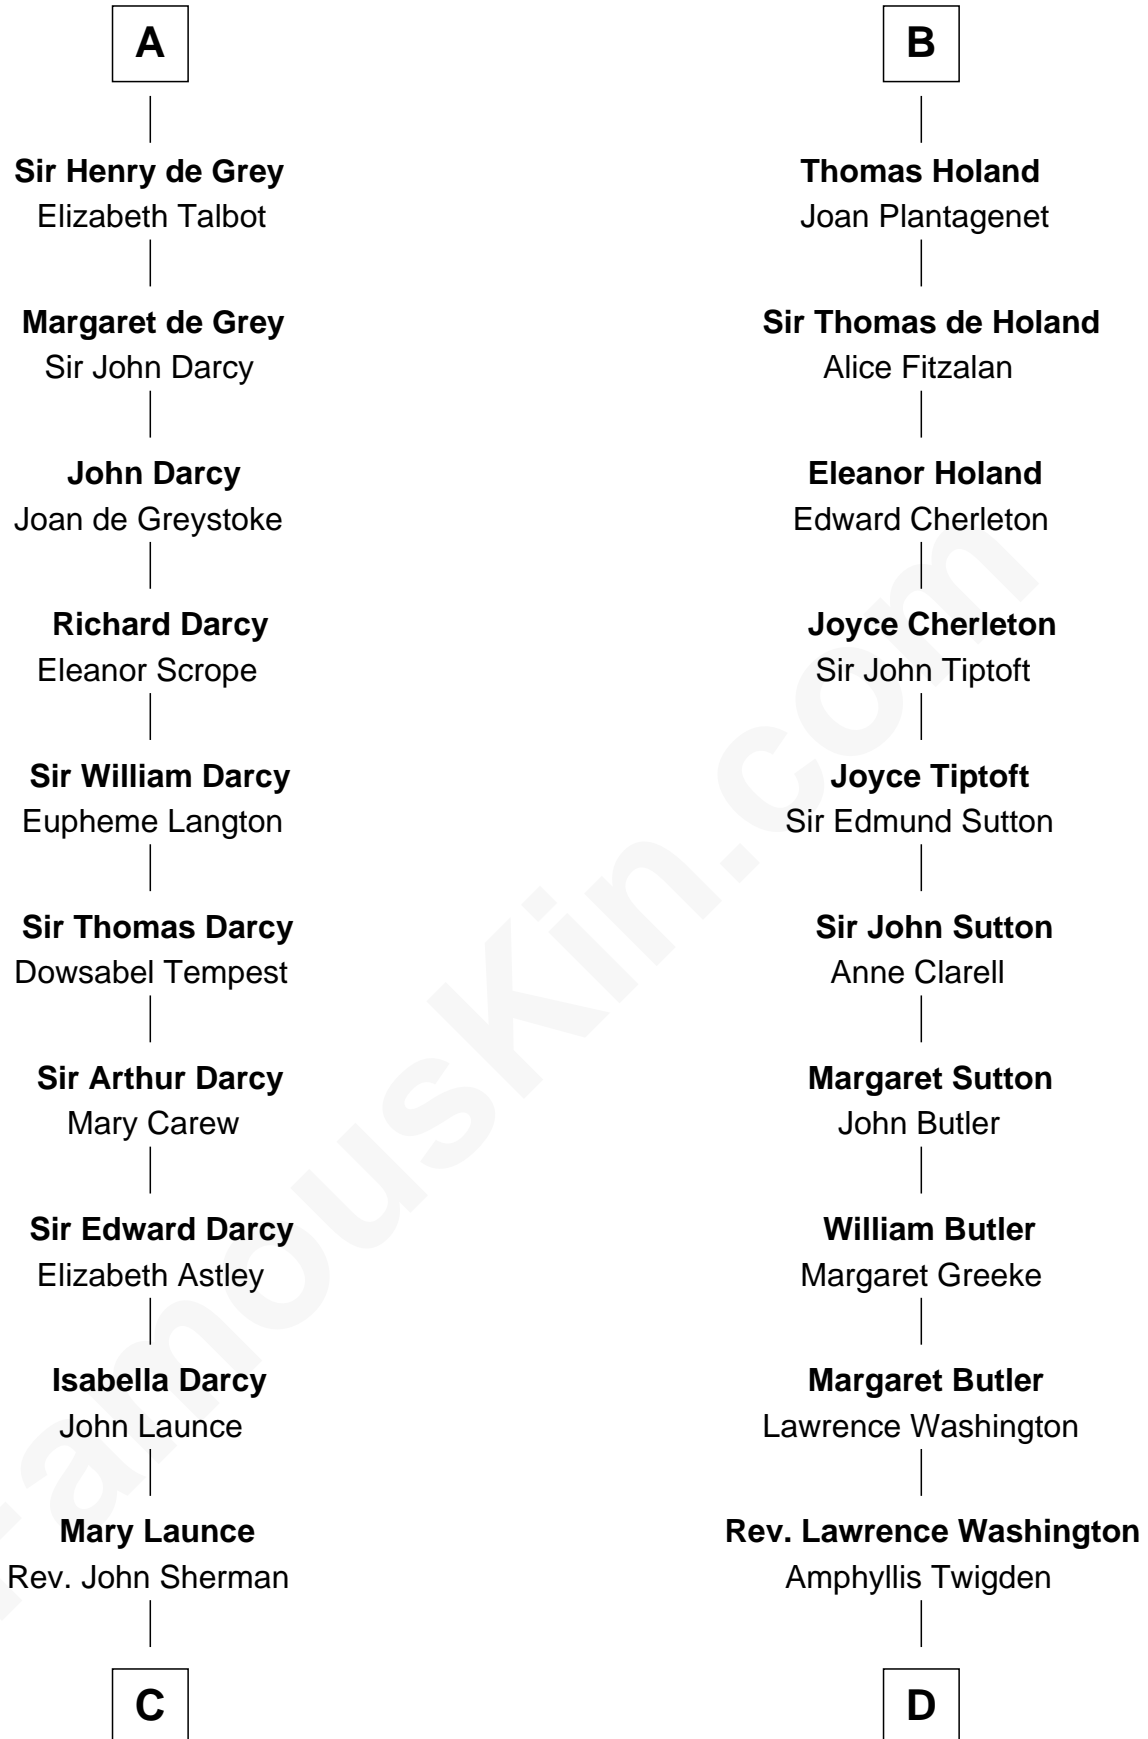 A
Sir Henry de Grey
Elizabeth Talbot
Margaret de Grey
Sir John Darcy
John Darcy
Joan de Greystoke
Richard Darcy
Eleanor Scrope
Sir William Darcy
Eupheme Langton
Sir Thomas Darcy
Dowsabel Tempest
Sir Arthur Darcy
Mary Carew
Sir Edward Darcy
Elizabeth Astley
Isabella Darcy
John Launce
Mary Launce
Rev. John Sherman
C
B
Thomas Holand
Joan Plantagenet
Sir Thomas de Holand
Alice Fitzalan
Eleanor Holand
Edward Cherleton
Joyce Cherleton
Sir John Tiptoft
Joyce Tiptoft
Sir Edmund Sutton
Sir John Sutton
Anne Clarell
Margaret Sutton
John Butler
William Butler
Margaret Greeke
Margaret Butler
Lawrence Washington
Rev. Lawrence Washington
Amphyllis Twigden
D
FamousKin.com